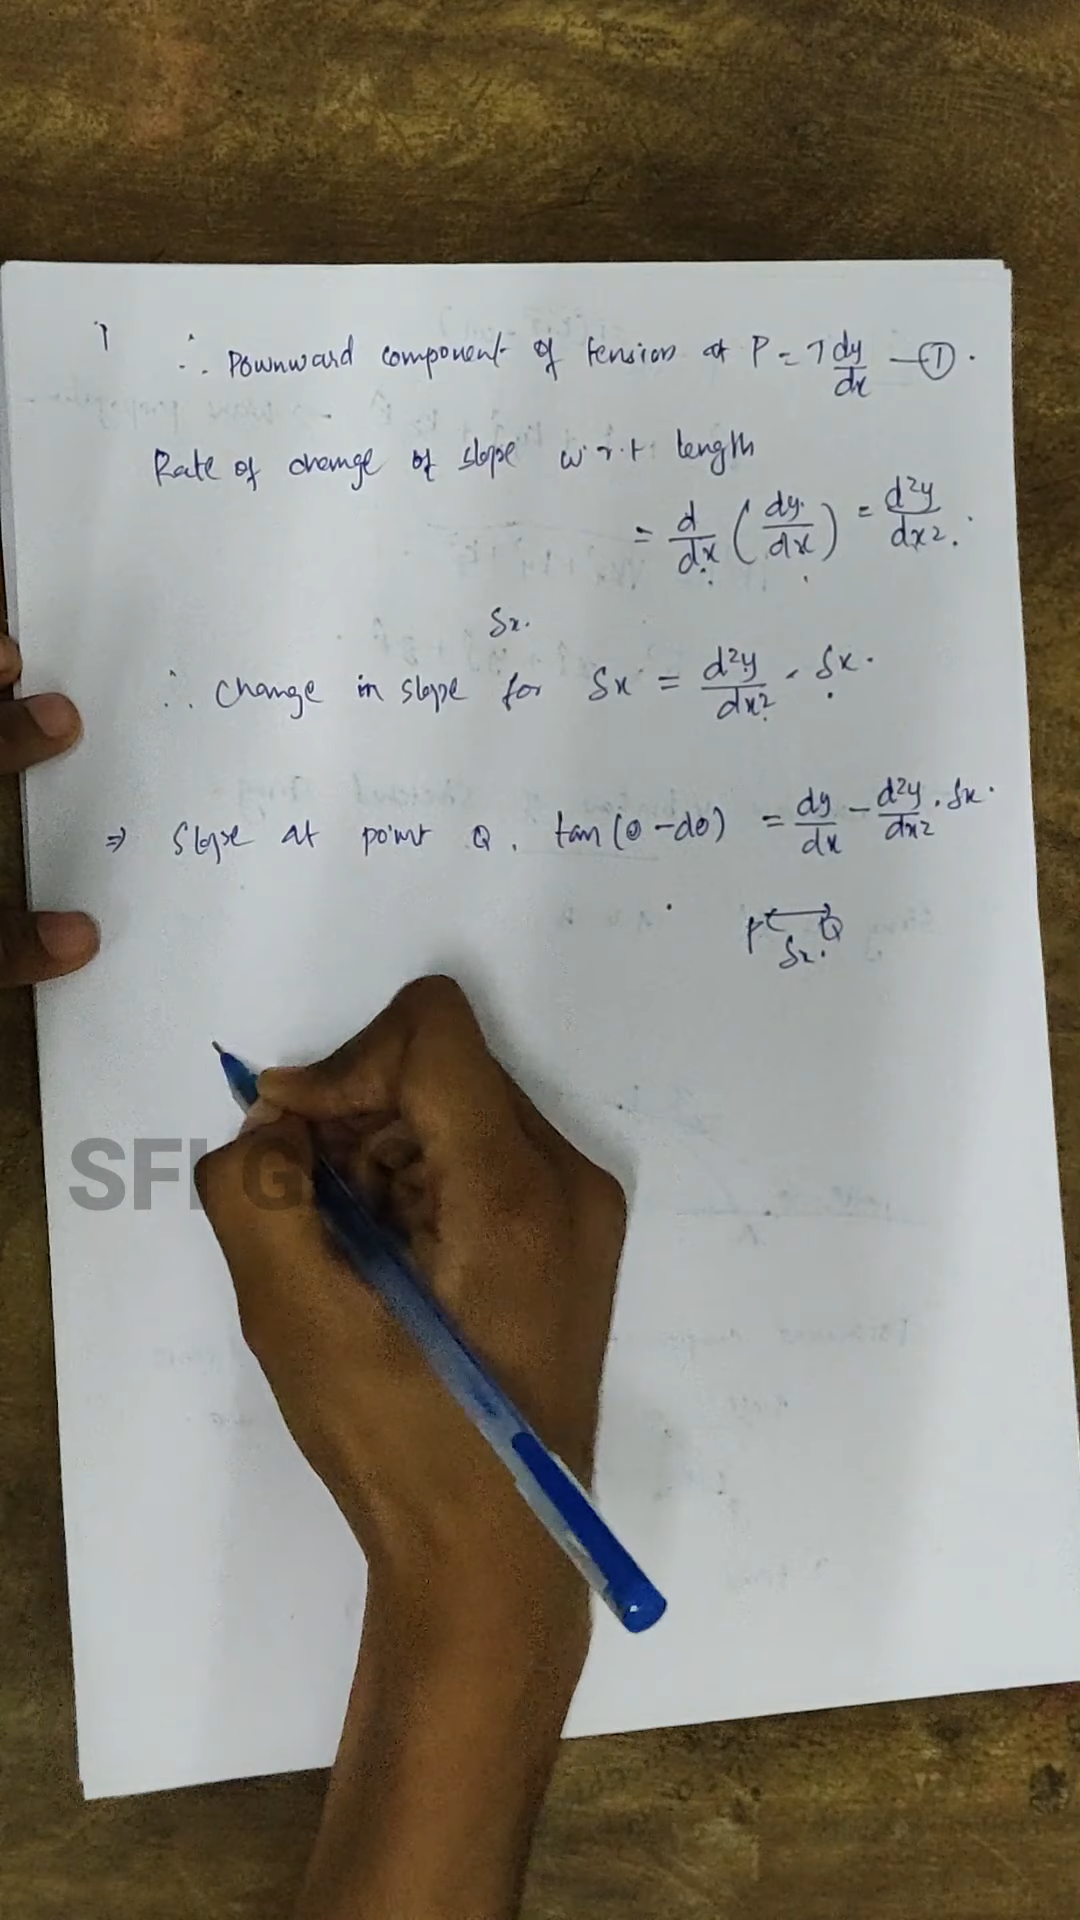 ∴ Downward component of tension at P = T dy/dx —①.
Rate of change of slope w.r.t length
= d/dx (dy/dx) = d²y/dx².
δx.
∴ change in slope for δx = d²y/dx² . δx.
⇒ Slope at point Q, tan(θ - dθ) = dy/dx - d²y/dx² . δx.
P Q
δx.